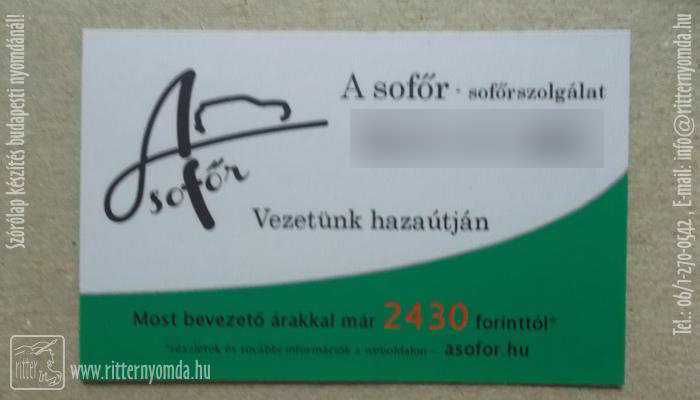 A sofőr
A sofőr - sofőrszolgálat
Vezetünk hazaútján
Most bevezető árakkal már 2430 forinttól*
*részletek és további információk a weboldalon - asofor.hu
Szórólap készítés budapesti nyomdánál!
Tel.: 06/1-270-0542 E-mail: info@ritternyomda.hu
ritter
www.ritternyomda.hu